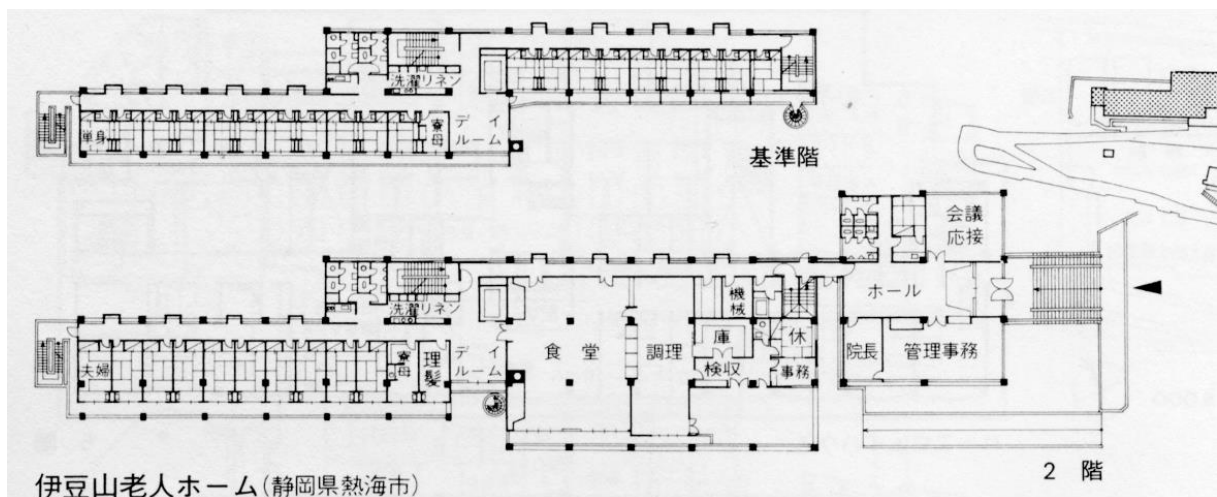 洗濯リネン
単身
寮母
デイ
ルーム
基準階
会議
応接
ホール
洗濯リネン
機械
夫婦
寮母
理髪
デイ
ルーム
食堂
調理
庫
検収
休
事務
院長
管理事務
2 階
伊豆山老人ホーム(静岡県熱海市)